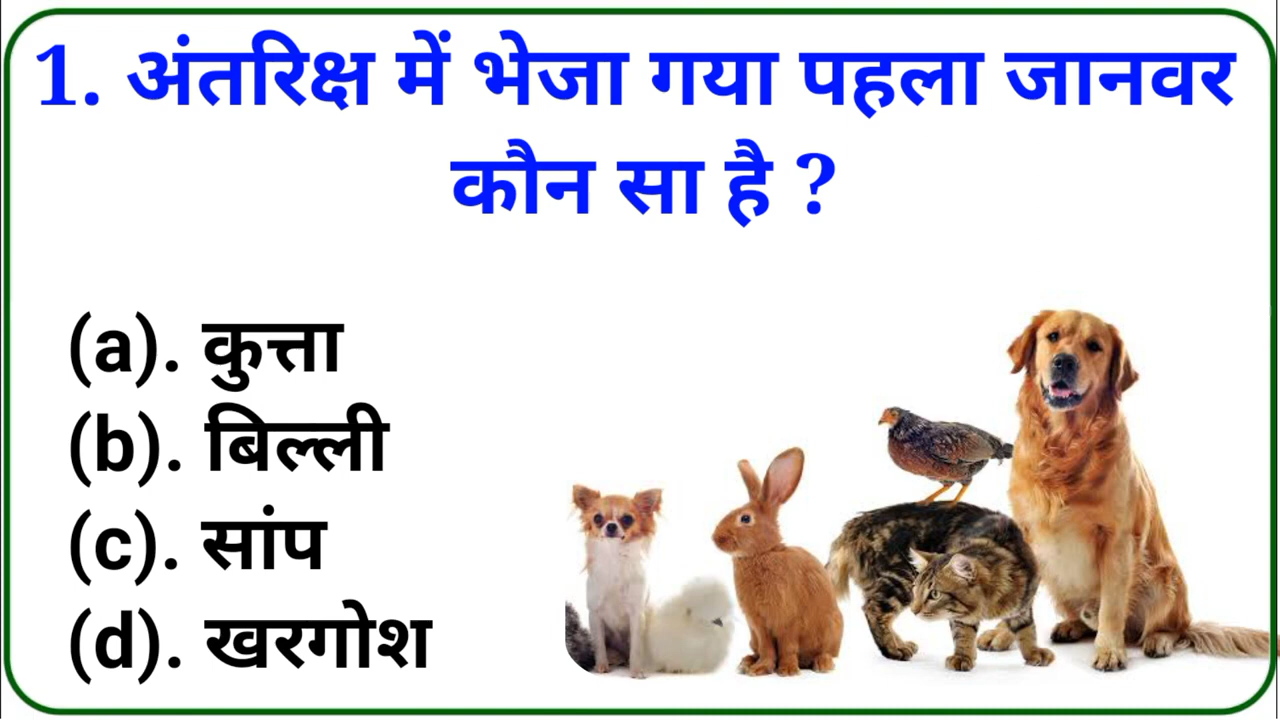 1. अंतरिक्ष में भेजा गया पहला जानवर
कौन सा है ?
(a). कुत्ता
(b). बिल्ली
(c). सांप
(d). खरगोश